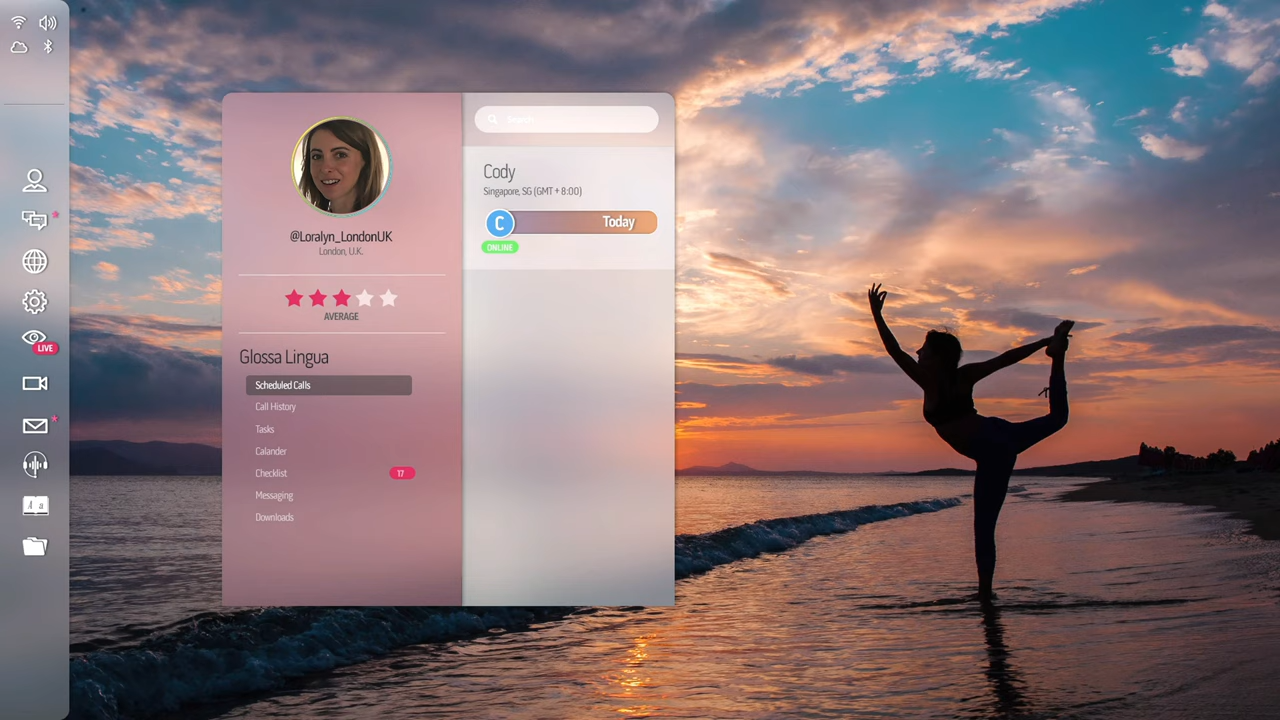 LIVE
@Loralyn_LondonUK
London, U.K.
AVERAGE
Glossa Lingua
Scheduled Calls
Call History
Tasks
Calander
Checklist 17
Messaging
Downloads
Search
Cody
Singapore, SG (GMT + 8:00)
C Today
ONLINE